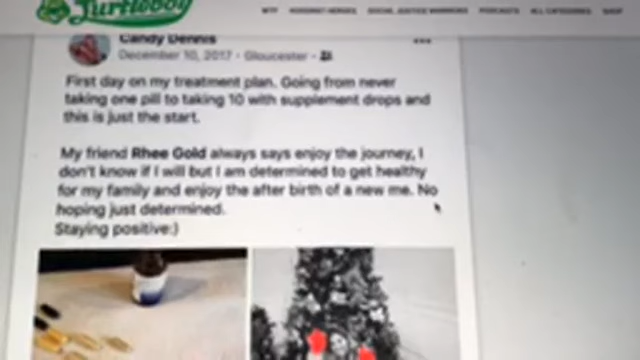 Turtleboy
WTF HARDEST HEROES SOCIAL JUSTICE WARRIORS PODCASTS ALL CATEGORIES SHOP
Candy Dennis
December 10, 2017 · Gloucester ·
First day on my treatment plan. Going from never
taking one pill to taking 10 with supplement drops and
this is just the start.
My friend Rhee Gold always says enjoy the journey, I
don't know if I will but I am determined to get healthy
for my family and enjoy the after birth of a new me. No
hoping just determined.
Staying positive:)